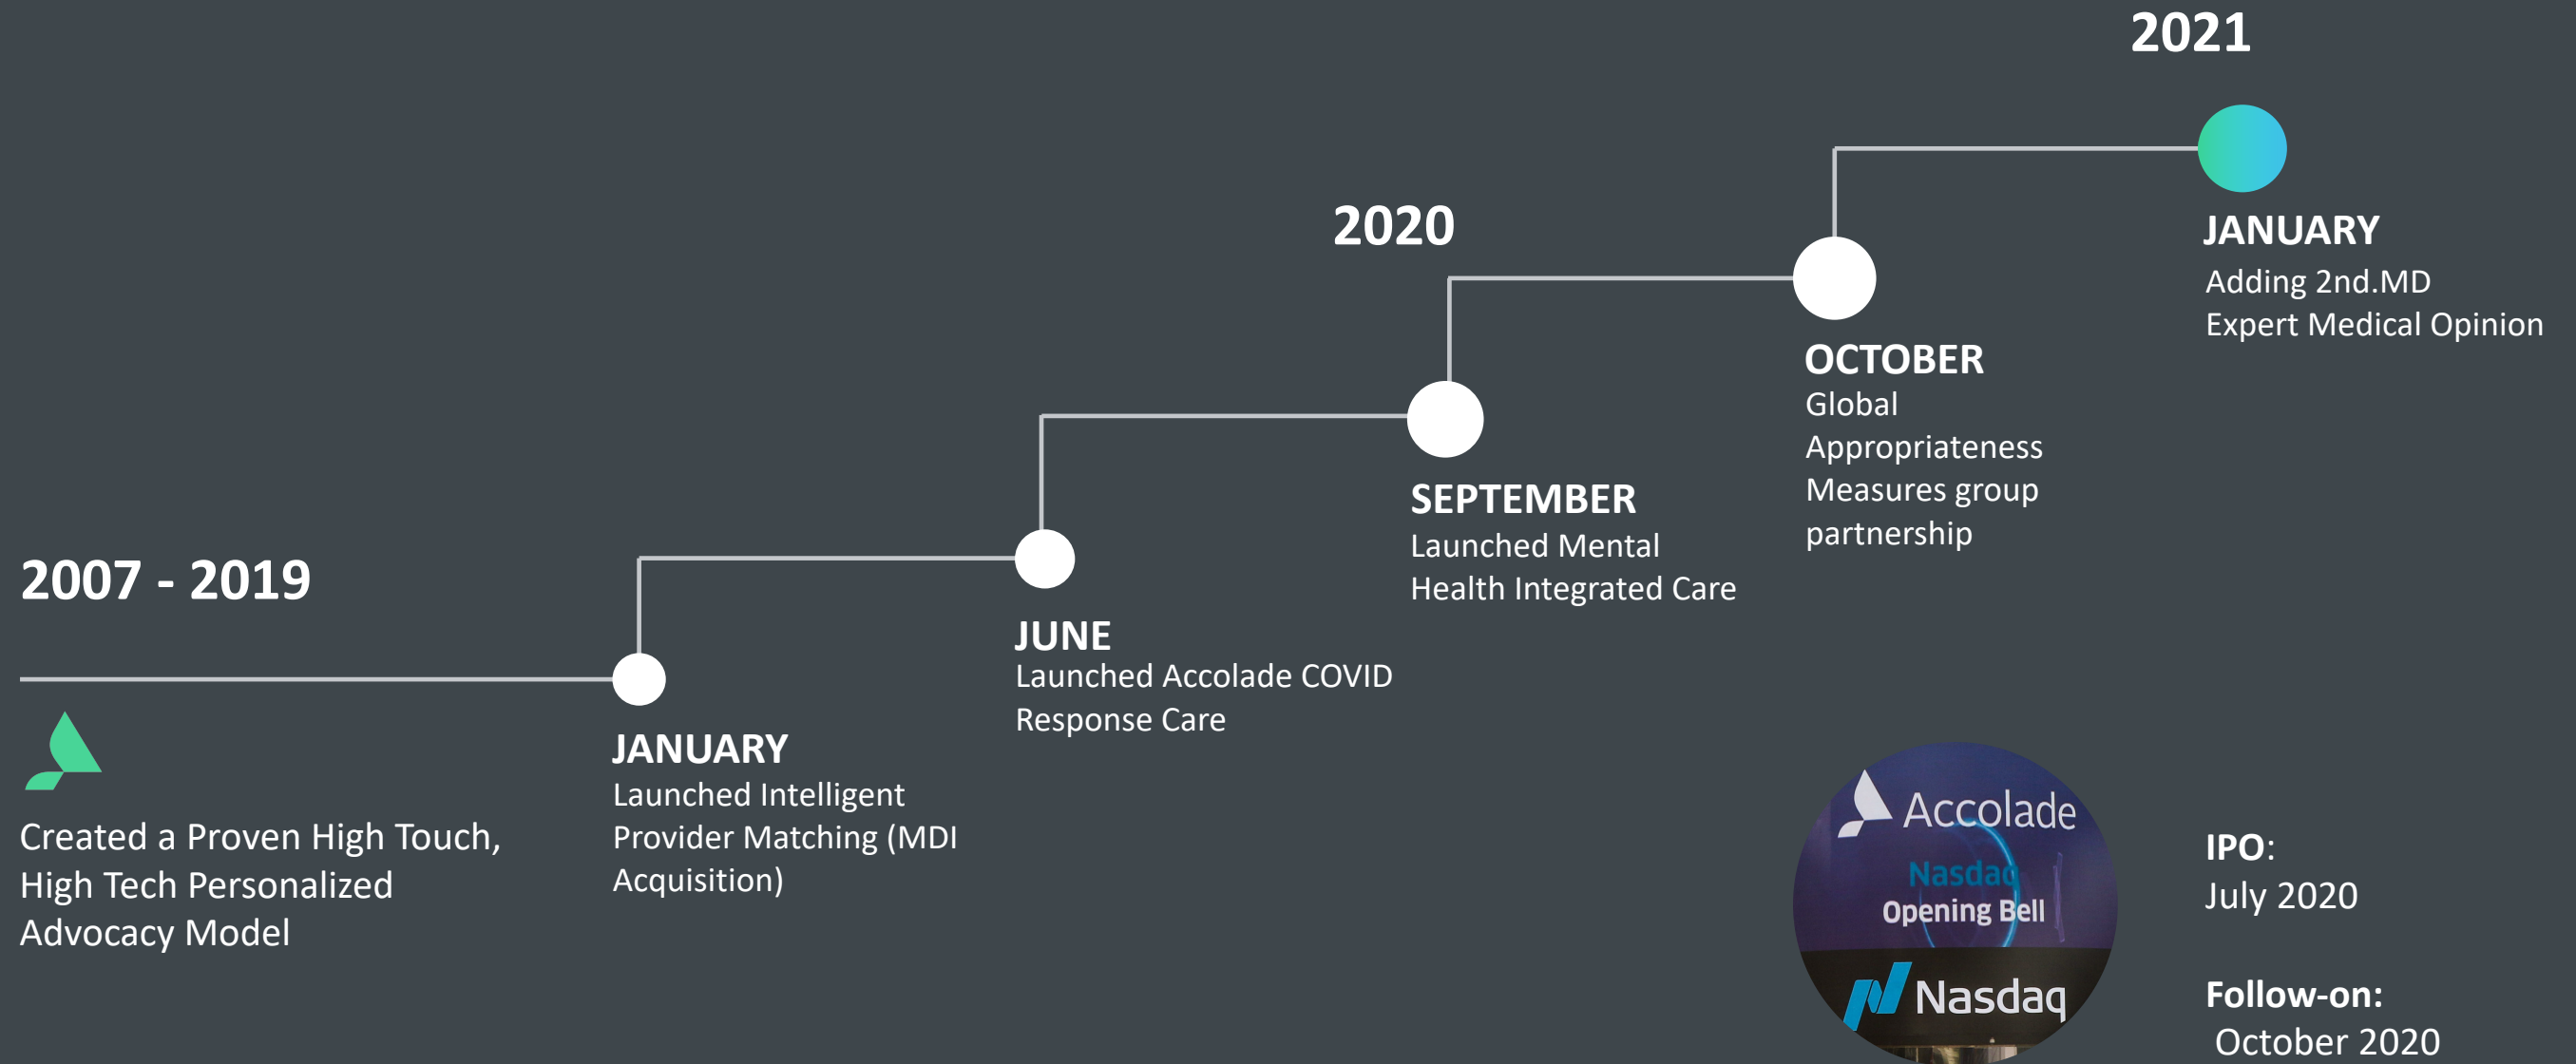 2007 - 2019
Created a Proven High Touch,
High Tech Personalized
Advocacy Model
2020
JANUARY
Launched Intelligent
Provider Matching (MDI
Acquisition)
JUNE
Launched Accolade COVID
Response Care
SEPTEMBER
Launched Mental
Health Integrated Care
OCTOBER
Global
Appropriateness
Measures group
partnership
2021
JANUARY
Adding 2nd.MD
Expert Medical Opinion
Accolade
Nasdaq
Opening Bell
Nasdaq
IPO:
July 2020
Follow-on:
October 2020